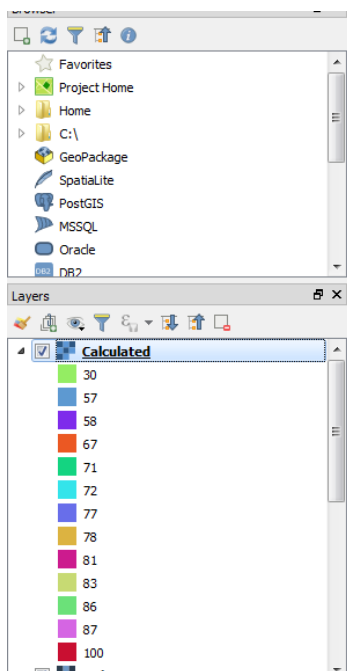 Favorites
Project Home
Home
C:\
GeoPackage
SpatiaLite
PostGIS
MSSQL
Oracle
DB2 DB2
Layers
Calculated
30
57
58
67
71
72
77
78
81
83
86
87
100